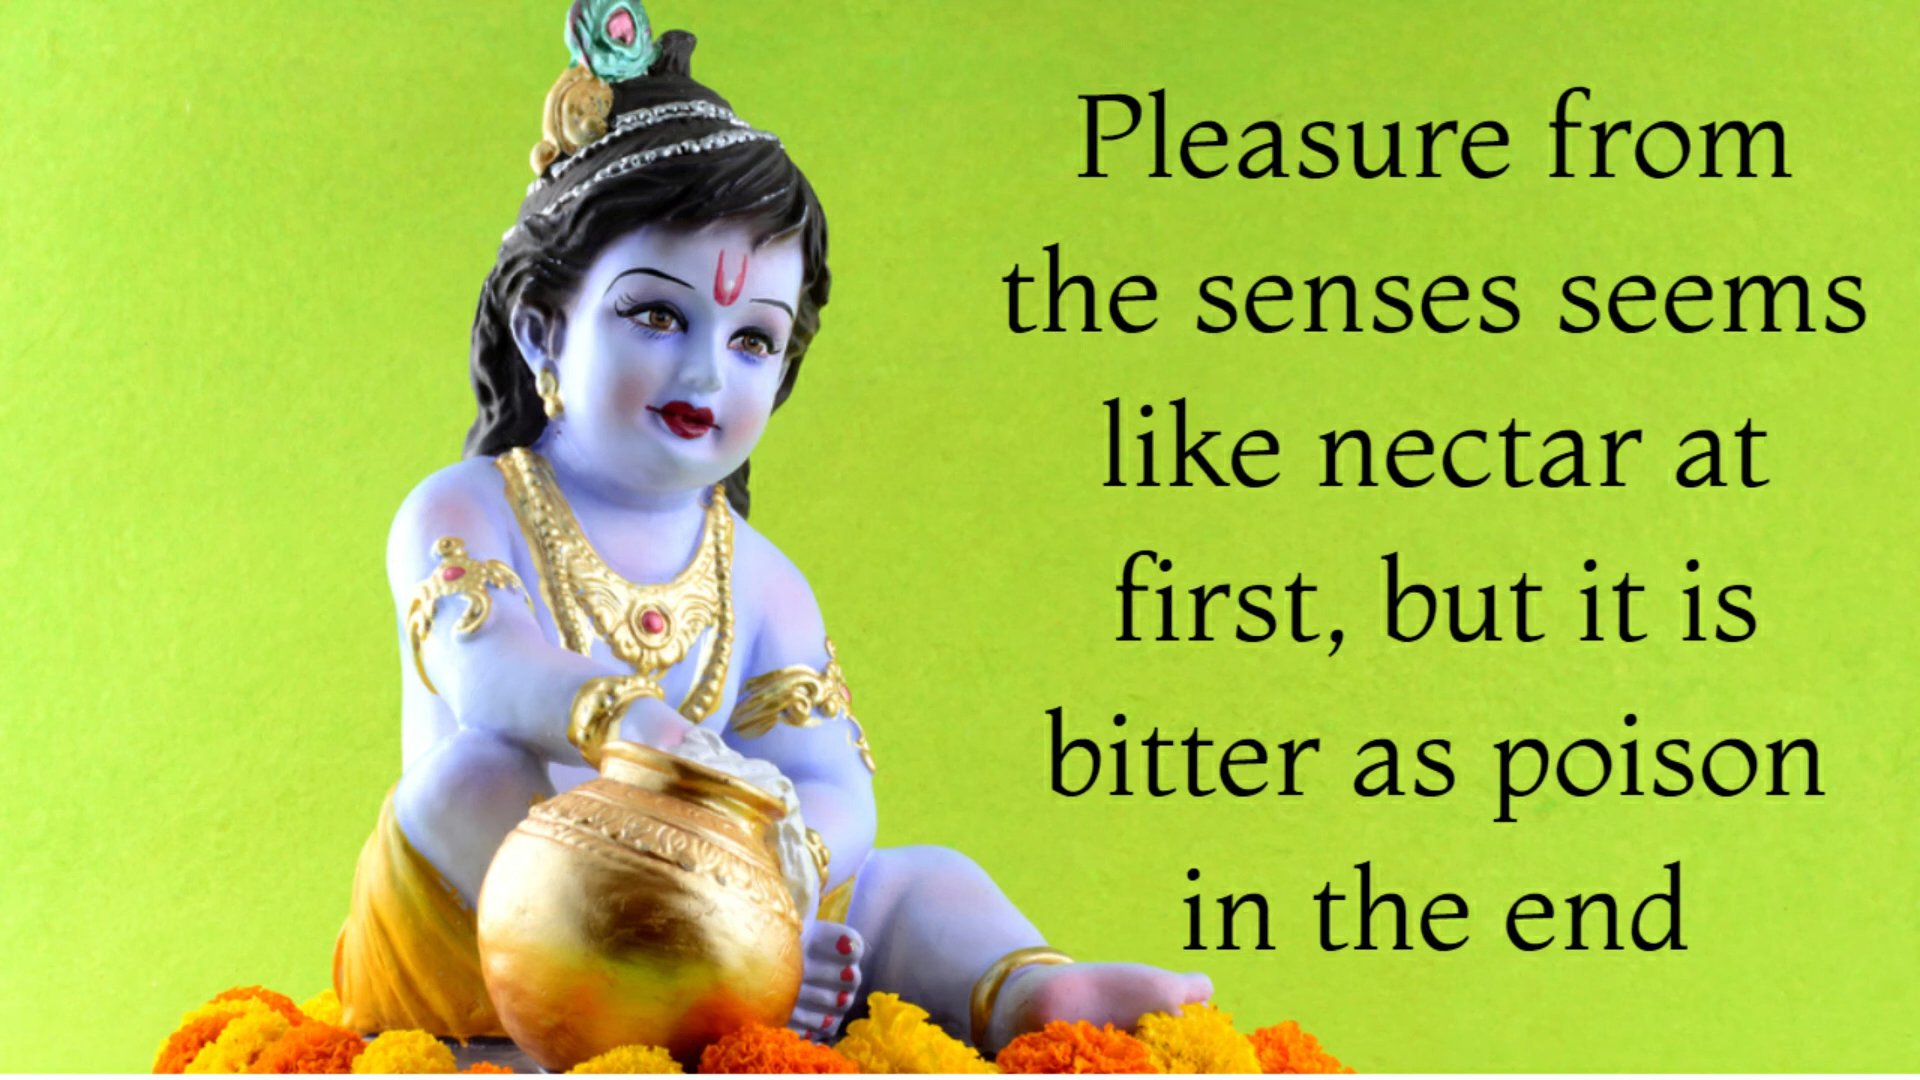 Pleasure from
the senses seems
like nectar at
first, but it is
bitter as poison
in the end